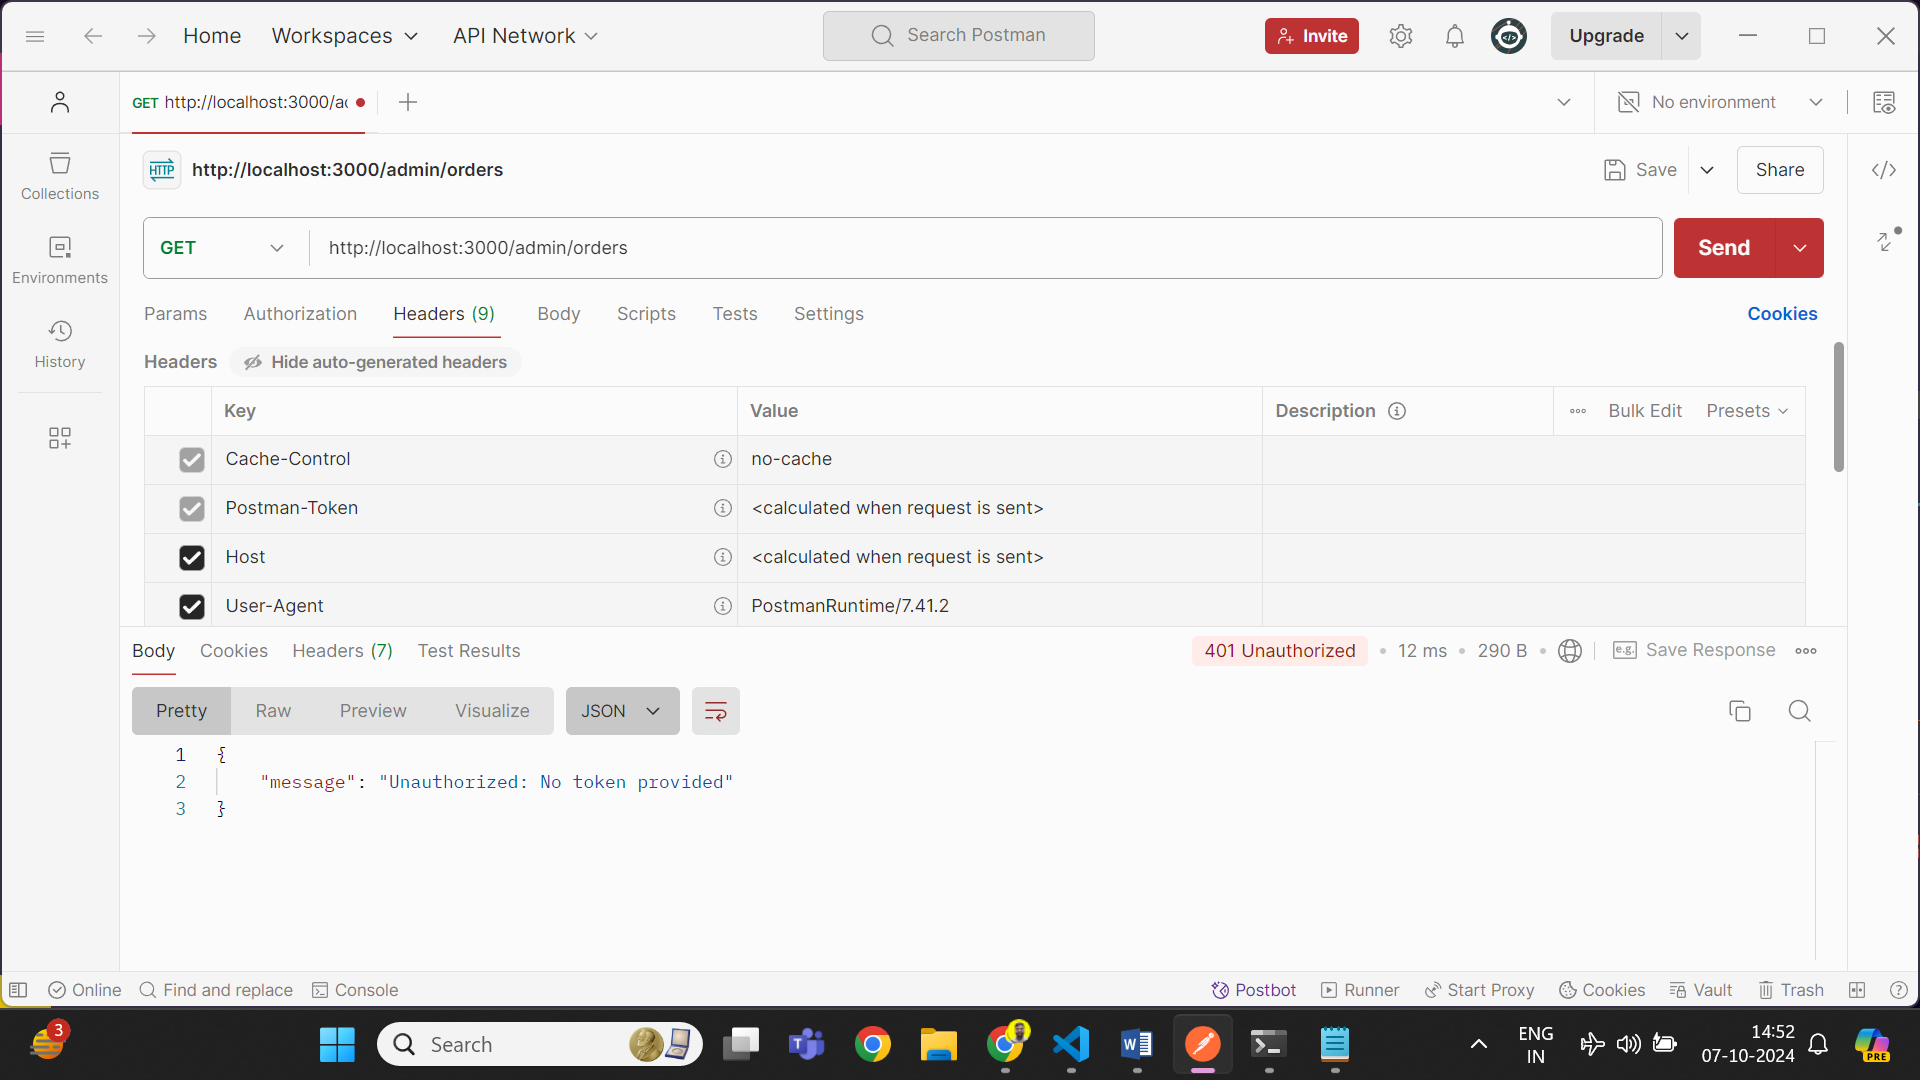 Home Workspaces API Network Search Postman Invite Upgrade
GET http://localhost:3000/ac No environment
HTTP http://localhost:3000/admin/orders Save Share
Collections
GET http://localhost:3000/admin/orders Send
Environments
Params Authorization Headers (9) Body Scripts Tests Settings Cookies
History
Headers Hide auto-generated headers
Key Value Description Bulk Edit Presets
Cache-Control no-cache
Postman-Token <calculated when request is sent>
Host <calculated when request is sent>
User-Agent PostmanRuntime/7.41.2
Body Cookies Headers (7) Test Results 401 Unauthorized • 12 ms • 290 B • e.g. Save Response
Pretty Raw Preview Visualize JSON
1 {
2 "message": "Unauthorized: No token provided"
3 }
Online Find and replace Console Postbot Runner Start Proxy Cookies Vault Trash
3 Search ENG 14:52
IN 07-10-2024 PRE